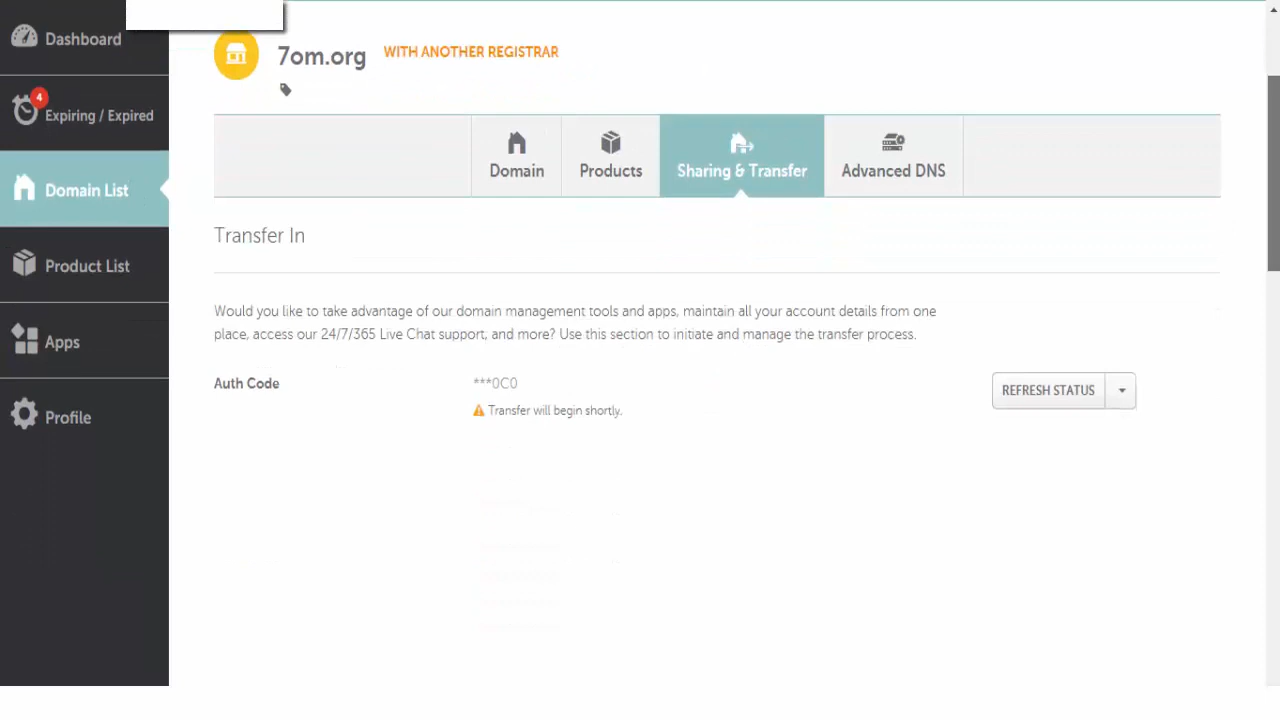 Dashboard
4
Expiring / Expired
Domain List
Product List
Apps
Profile
7om.org WITH ANOTHER REGISTRAR
Domain
Products
Sharing & Transfer
Advanced DNS
Transfer In
Would you like to take advantage of our domain management tools and apps, maintain all your account details from one
place, access our 24/7/365 Live Chat support, and more? Use this section to initiate and manage the transfer process.
Auth Code
***0C0
Transfer will begin shortly.
REFRESH STATUS